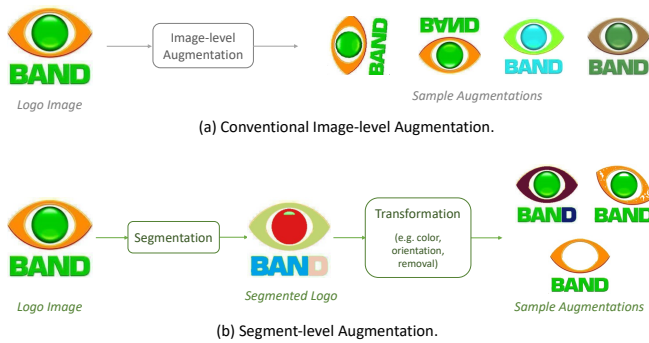 BAND
Logo Image
Image-level
Augmentation
BAND
BAND
BAND
BAND
Sample Augmentations
(a) Conventional Image-level Augmentation.
BAND
Logo Image
Segmentation
BAND
Segmented Logo
Transformation
(e.g. color,
orientation,
removal)
BAND
BAND
BAND
Sample Augmentations
(b) Segment-level Augmentation.